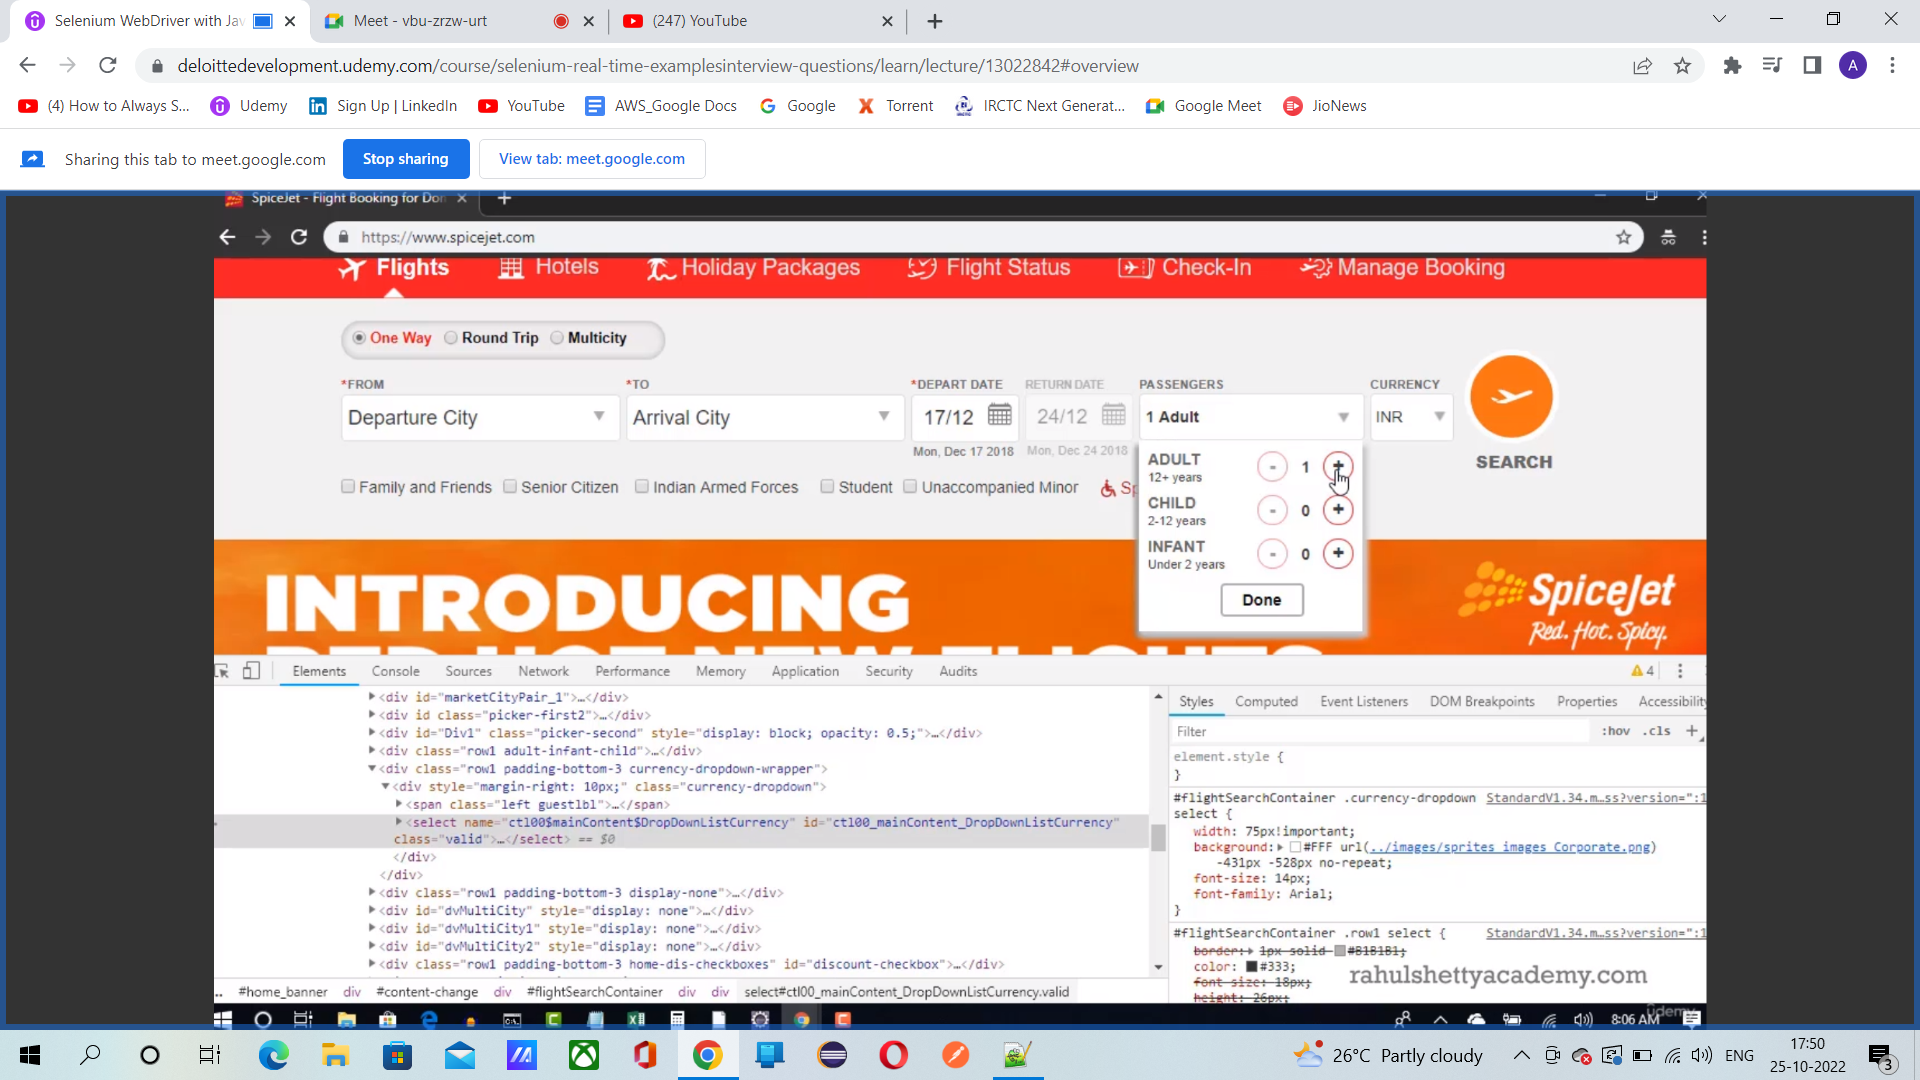 Selenium WebDriver with Jav
Meet - vbu-zrzw-urt
(247) YouTube
deloittedevelopment.udemy.com/course/selenium-real-time-examplesinterview-questions/learn/lecture/13022842#overview
A
(4) How to Always S...
Udemy
Sign Up | LinkedIn
YouTube
AWS_Google Docs
Google
Torrent
IRCTC Next Generat...
Google Meet
JioNews
Sharing this tab to meet.google.com
Stop sharing
View tab: meet.google.com
SpiceJet - Flight Booking for Don
https://www.spicejet.com
Flights
Hotels
Holiday Packages
Flight Status
Check-In
Manage Booking
One Way
Round Trip
Multicity
*FROM
*TO
*DEPART DATE
RETURN DATE
PASSENGERS
CURRENCY
Departure City
Arrival City
17/12
24/12
1 Adult
INR
Mon, Dec 17 2018
Mon, Dec 24 2018
SEARCH
Family and Friends
Senior Citizen
Indian Armed Forces
Student
Unaccompanied Minor
Sp
ADULT
12+ years
- 1 +
CHILD
2-12 years
- 0 +
INFANT
Under 2 years
- 0 +
Done
INTRODUCING
RED HOT NEW FLIGHTS
SpiceJet
Red. Hot. Spicy.
Elements
Console
Sources
Network
Performance
Memory
Application
Security
Audits
4
<div id="marketCityPair_1">…</div>
<div id class="picker-first2">…</div>
<div id="Div1" class="picker-second" style="display: block; opacity: 0.5;">…</div>
<div class="row1 adult-infant-child">…</div>
<div class="row1 padding-bottom-3 currency-dropdown-wrapper">
<div style="margin-right: 10px;" class="currency-dropdown">
<span class="left guestlbl">…</span>
<select name="ctl00$mainContent$DropDownListCurrency" id="ctl00_mainContent_DropDownListCurrency"
class="valid">…</select> == $0
</div>
</div>
<div class="row1 padding-bottom-3 display-none">…</div>
<div id="dvMultiCity" style="display: none">…</div>
<div id="dvMultiCity1" style="display: none">…</div>
<div id="dvMultiCity2" style="display: none">…</div>
<div class="row1 padding-bottom-3 home-dis-checkboxes" id="discount-checkbox">…</div>
.. #home_banner div #content-change div #flightSearchContainer div div select#ctl00_mainContent_DropDownListCurrency.valid
Styles
Computed
Event Listeners
DOM Breakpoints
Properties
Accessibility
Filter
:hov .cls +
element.style {
}
#flightSearchContainer .currency-dropdown StandardV1.34.m…ss?version=":1
select {
width: 75px!important;
background: #FFF url(../images/sprites_images_Corporate.png)
-431px -528px no-repeat;
font-size: 14px;
font-family: Arial;
}
#flightSearchContainer .row1 select { StandardV1.34.m…ss?version=":1
border: 1px solid #B1B1B1;
color: #333;
font-size: 18px;
height: 26px;
rahulshettyacademy.com
udemy
8:06 AM
26°C Partly cloudy
ENG
17:50
25-10-2022
3